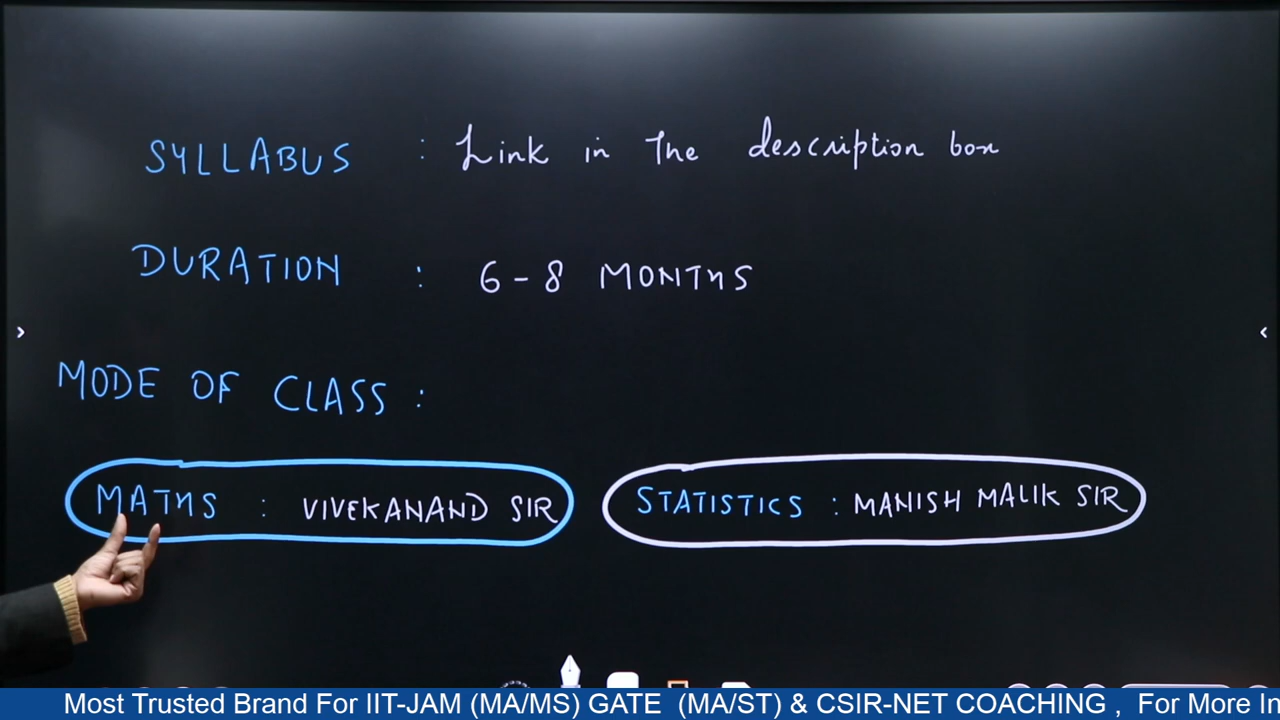 SYLLABUS : Link in The description box
DURATION : 6-8 MONTHS
MODE OF CLASS :
MATHS : VIVEKANAND SIR
STATISTICS : MANISH MALIK SIR
Most Trusted Brand For IIT-JAM (MA/MS) GATE (MA/ST) & CSIR-NET COACHING , For More In